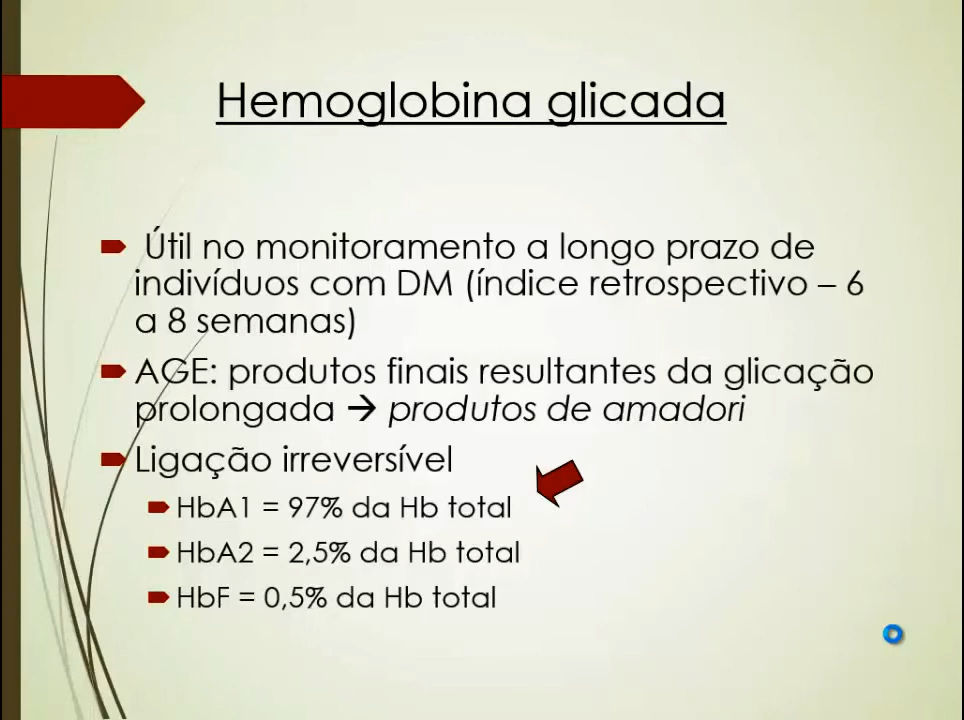 Hemoglobina glicada
Útil no monitoramento a longo prazo de
indivíduos com DM (índice retrospectivo – 6
a 8 semanas)
AGE: produtos finais resultantes da glicação
prolongada → produtos de amadori
Ligação irreversível
HbA1 = 97% da Hb total
HbA2 = 2,5% da Hb total
HbF = 0,5% da Hb total